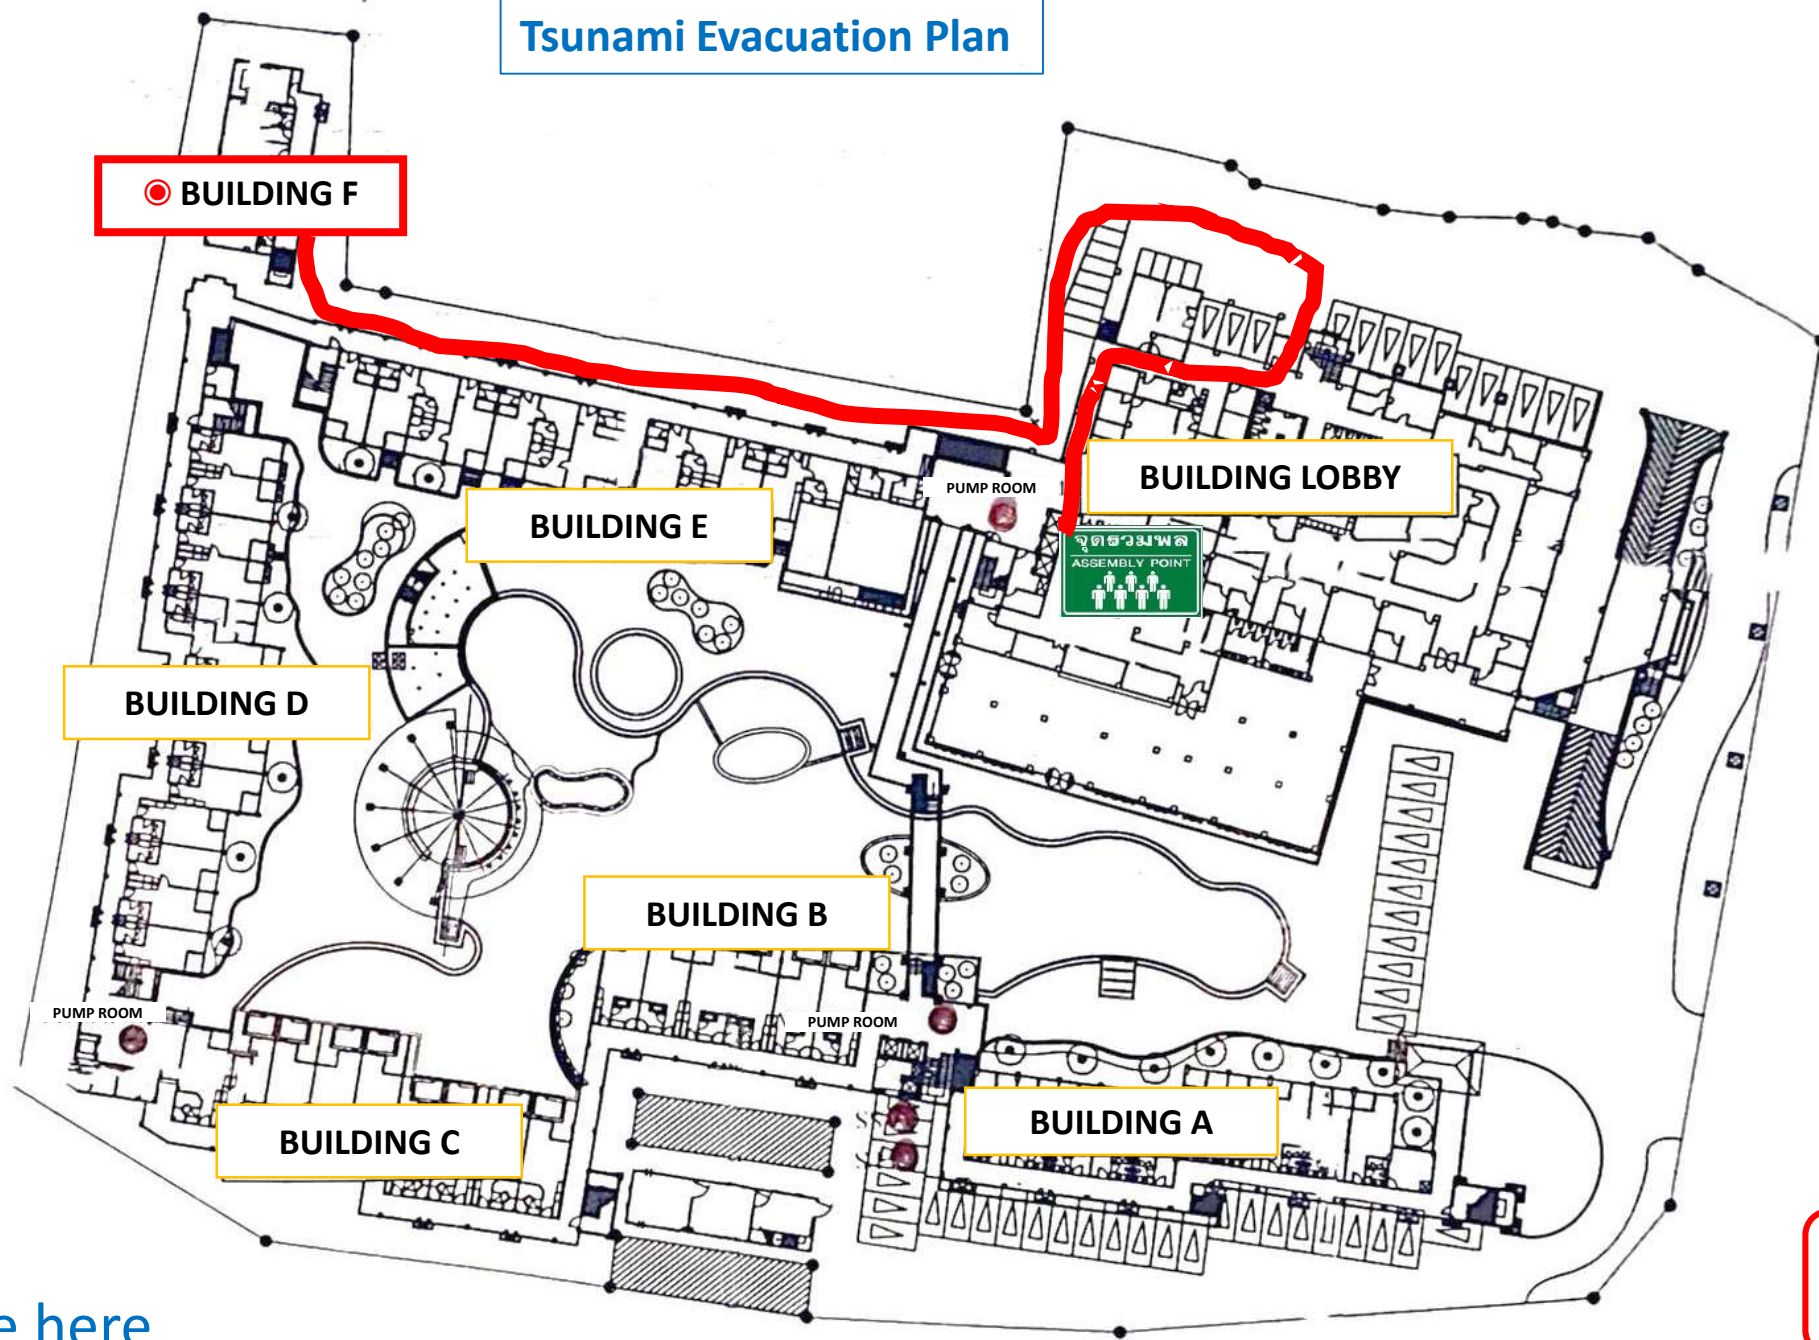 Tsunami Evacuation Plan
BUILDING F
PUMP ROOM
BUILDING LOBBY
BUILDING E
จุดรวมพล
ASSEMBLY POINT
BUILDING D
BUILDING B
PUMP ROOM
PUMP ROOM
BUILDING C
BUILDING A
e here